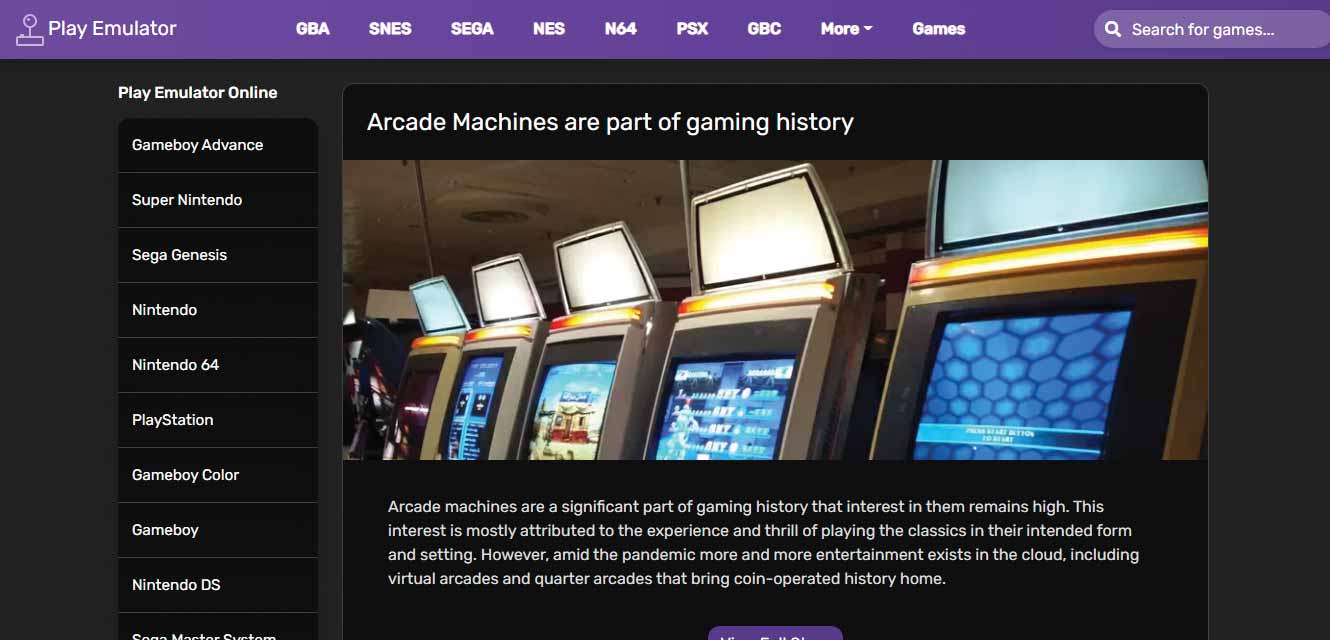 Play Emulator
GBA SNES SEGA NES N64 PSX GBC More Games
Search for games...
Play Emulator Online
Gameboy Advance
Super Nintendo
Sega Genesis
Nintendo
Nintendo 64
PlayStation
Gameboy Color
Gameboy
Nintendo DS
Sega Master System
Arcade Machines are part of gaming history
PRESS START BUTTON
TO START
Arcade machines are a significant part of gaming history that interest in them remains high. This
interest is mostly attributed to the experience and thrill of playing the classics in their intended form
and setting. However, amid the pandemic more and more entertainment exists in the cloud, including
virtual arcades and quarter arcades that bring coin-operated history home.